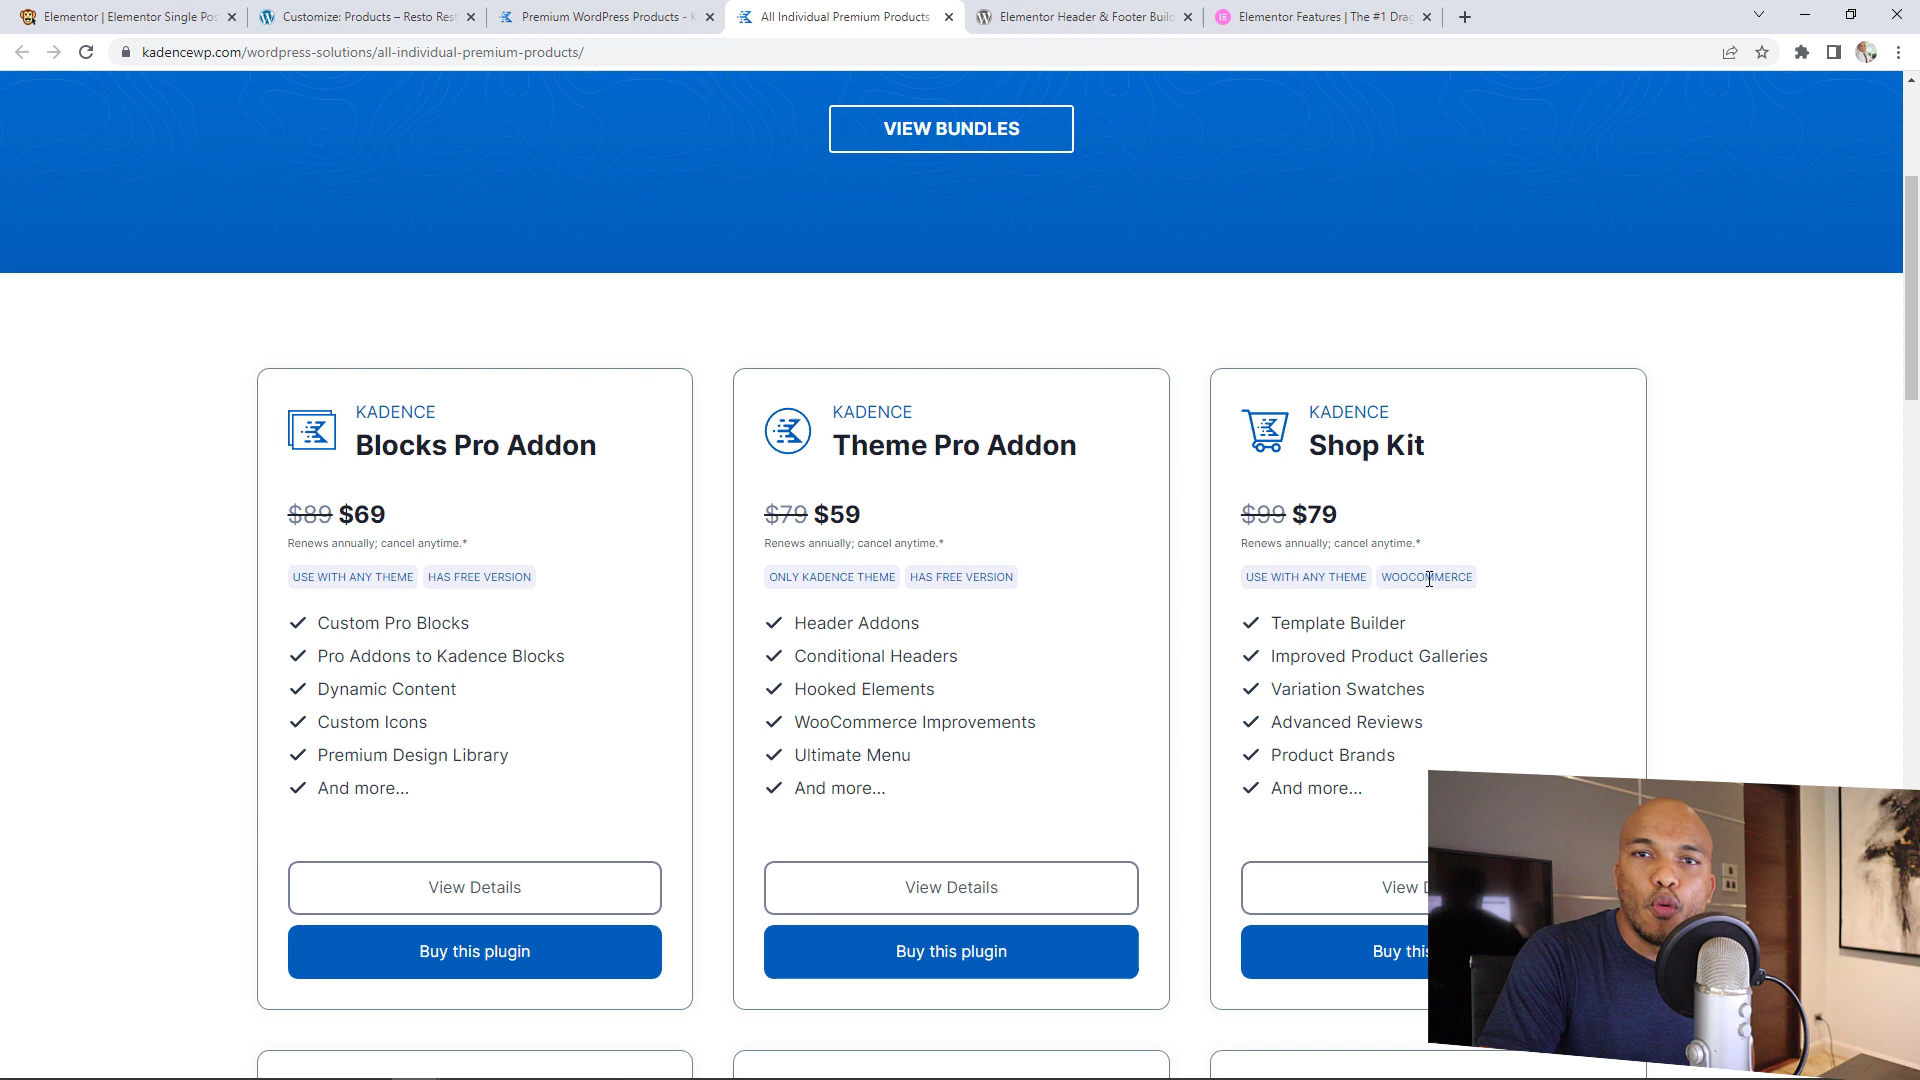 Elementor | Elementor Single Pos
Customize: Products – Resto Rest
Premium WordPress Products - K
All Individual Premium Products
Elementor Header & Footer Buil
Elementor Features | The #1 Drag
kadencewp.com/wordpress-solutions/all-individual-premium-products/
VIEW BUNDLES
KADENCE
Blocks Pro Addon
$89 $69
Renews annually; cancel anytime.*
USE WITH ANY THEME
HAS FREE VERSION
Custom Pro Blocks
Pro Addons to Kadence Blocks
Dynamic Content
Custom Icons
Premium Design Library
And more...
View Details
Buy this plugin
KADENCE
Theme Pro Addon
$79 $59
Renews annually; cancel anytime.*
ONLY KADENCE THEME
HAS FREE VERSION
Header Addons
Conditional Headers
Hooked Elements
WooCommerce Improvements
Ultimate Menu
And more...
View Details
Buy this plugin
KADENCE
Shop Kit
$99 $79
Renews annually; cancel anytime.*
USE WITH ANY THEME
WOOCOMMERCE
Template Builder
Improved Product Galleries
Variation Swatches
Advanced Reviews
Product Brands
And more...
View D
Buy this